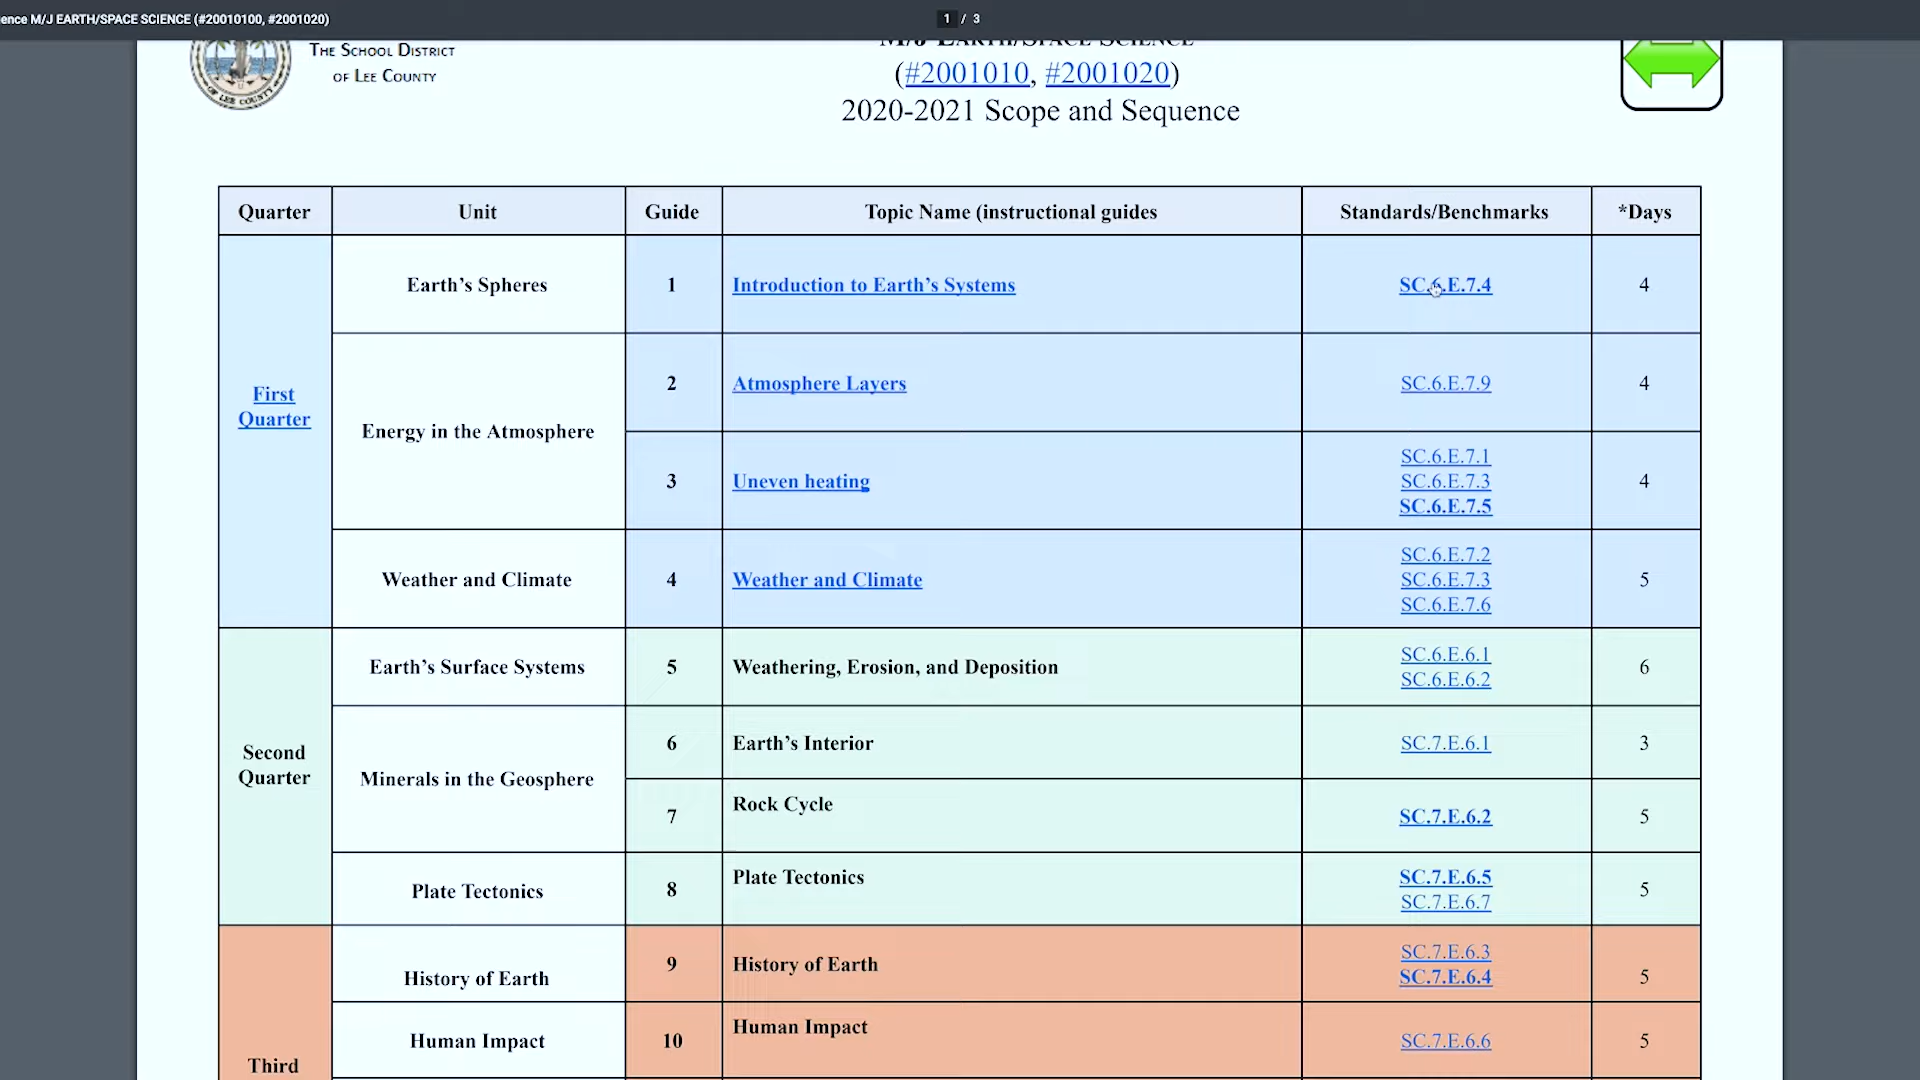 ence M/J EARTH/SPACE SCIENCE (#20010100, #2001020)
1 / 3
THE SCHOOL DISTRICT
OF LEE COUNTY
OF LEE COUNTY
M/J EARTH/SPACE SCIENCE
(#2001010, #2001020)
2020-2021 Scope and Sequence
Quarter Unit Guide Topic Name (instructional guides Standards/Benchmarks *Days
First
Quarter
Earth's Spheres 1 Introduction to Earth's Systems SC.6.E.7.4 4
Energy in the Atmosphere
2 Atmosphere Layers SC.6.E.7.9 4
3 Uneven heating
SC.6.E.7.1
SC.6.E.7.3
SC.6.E.7.5
4
Weather and Climate 4 Weather and Climate
SC.6.E.7.2
SC.6.E.7.3
SC.6.E.7.6
5
Second
Quarter
Earth's Surface Systems 5 Weathering, Erosion, and Deposition
SC.6.E.6.1
SC.6.E.6.2
6
Minerals in the Geosphere
6 Earth's Interior SC.7.E.6.1 3
7 Rock Cycle SC.7.E.6.2 5
Plate Tectonics 8 Plate Tectonics
SC.7.E.6.5
SC.7.E.6.7
5
Third
History of Earth 9 History of Earth
SC.7.E.6.3
SC.7.E.6.4
5
Human Impact 10 Human Impact SC.7.E.6.6 5